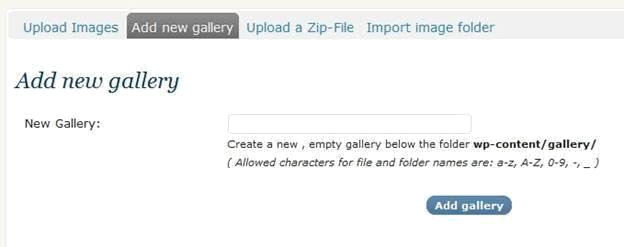 Upload Images Add new gallery Upload a Zip-File Import image folder
Add new gallery
New Gallery:
Create a new , empty gallery below the folder wp-content/gallery/
( Allowed characters for file and folder names are: a-z, A-Z, 0-9, -, _ )
Add gallery